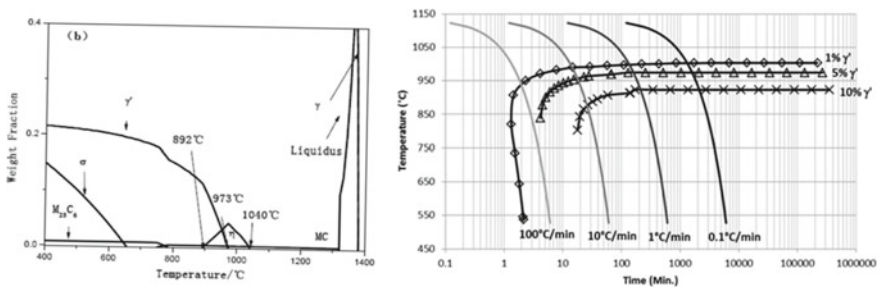 (b)
0.4
0.2
0.0
Weight Fraction
γ'
σ
M₂₃C₆
892℃
973℃
1040℃
η
MC
Liquidus
γ
400 600 800 1000 1200 1400
Temperature/℃
1150
1050
950
850
750
650
550
450
Temperature (°C)
1% γ'
5% γ'
10% γ'
100°C/min 10°C/min 1°C/min 0.1°C/min
0.1 1 10 100 1000 10000 100000 1000000
Time (Min.)